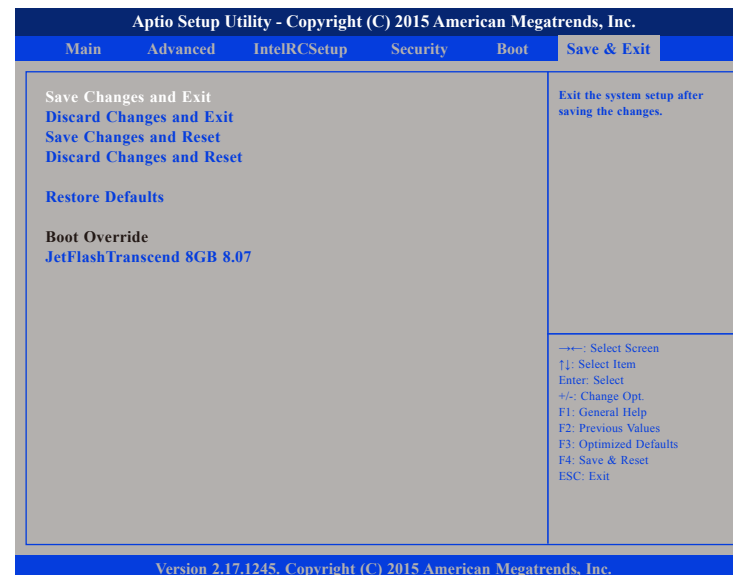 Aptio Setup Utility - Copyright (C) 2015 American Megatrends, Inc.
Main Advanced IntelRCSetup Security Boot Save & Exit
Save Changes and Exit
Discard Changes and Exit
Save Changes and Reset
Discard Changes and Reset
Restore Defaults
Boot Override
JetFlashTranscend 8GB 8.07
Exit the system setup after
saving the changes.
→←: Select Screen
↑↓: Select Item
Enter: Select
+/-: Change Opt.
F1: General Help
F2: Previous Values
F3: Optimized Defaults
F4: Save & Reset
ESC: Exit
Version 2.17.1245. Copyright (C) 2015 American Megatrends, Inc.